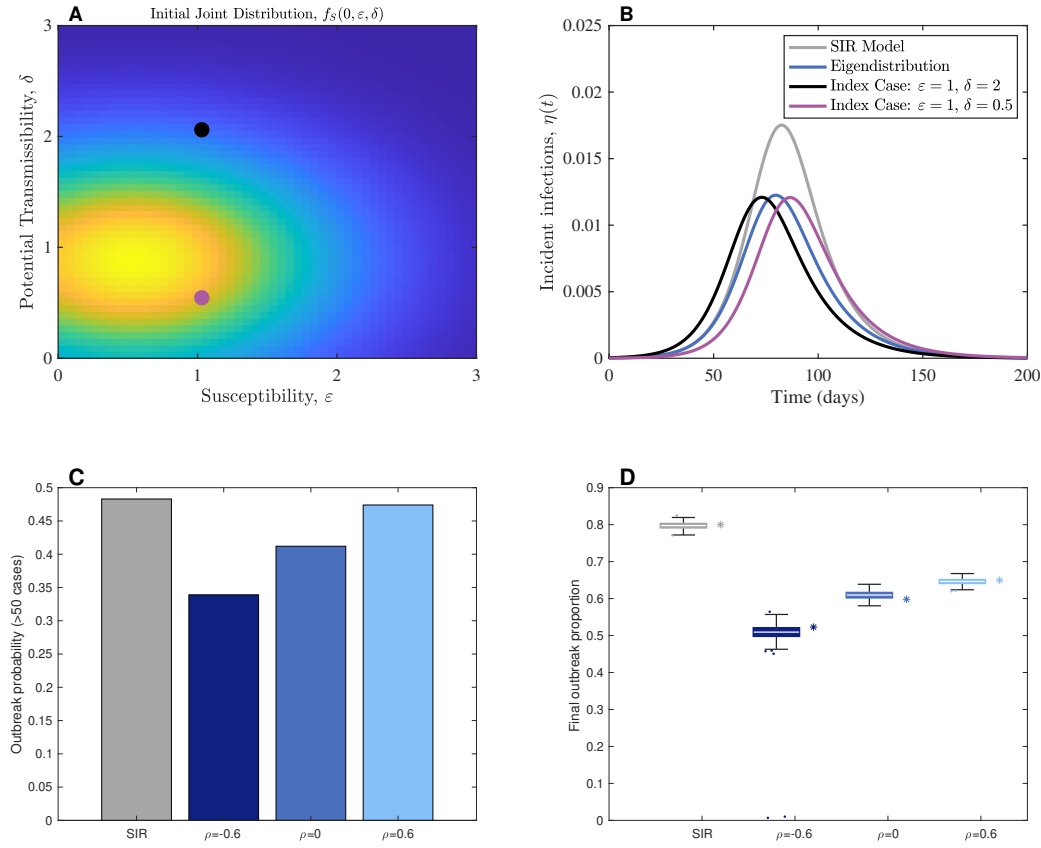 A
Initial Joint Distribution, f_S(0, ε, δ)
3
2
1
0
Potential Transmissibility, δ
0 1 2 3
Susceptibility, ε
B
0.025
0.02
0.015
0.01
0.005
0
Incident infections, η(t)
SIR Model
Eigendistribution
Index Case: ε = 1, δ = 2
Index Case: ε = 1, δ = 0.5
0 50 100 150 200
Time (days)
C
0.5
0.45
0.4
0.35
0.3
0.25
0.2
0.15
0.1
0.05
0
Outbreak probability (>50 cases)
SIR ρ=-0.6 ρ=0 ρ=0.6
D
0.9
0.8
0.7
0.6
0.5
0.4
0.3
0.2
0.1
0
Final outbreak proportion
SIR ρ=-0.6 ρ=0 ρ=0.6